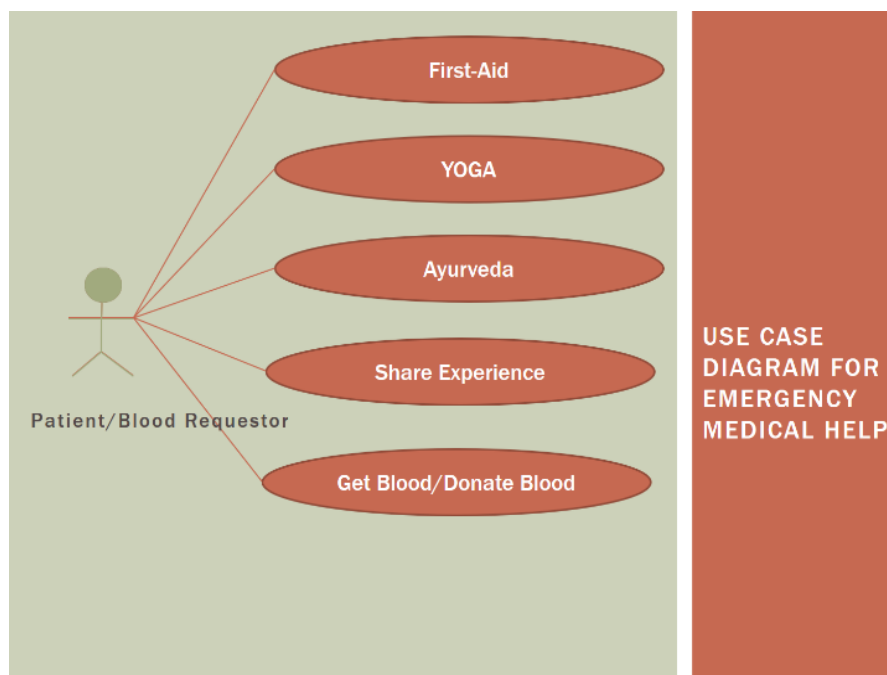 First-Aid
YOGA
Ayurveda
Share Experience
Patient/Blood Requestor
Get Blood/Donate Blood
USE CASE
DIAGRAM FOR
EMERGENCY
MEDICAL HELP